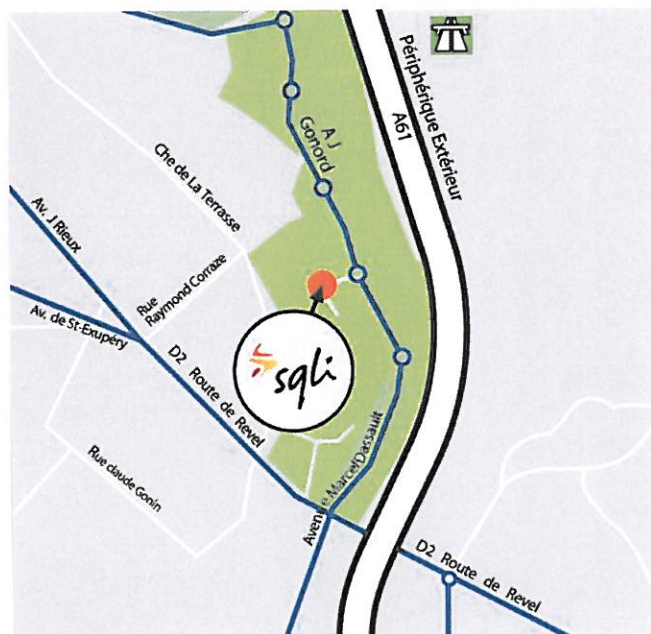 Périphérique Extérieur
A61
A J
Gonord
Che de La Terrasse
Av. J Rieux
Rue
Raymond Corraze
Av. de St-Exupéry
sqli
D2 Route de Revel
Rue claude Gonin
Avenue Marcel Dassault
D2 Route de Revel